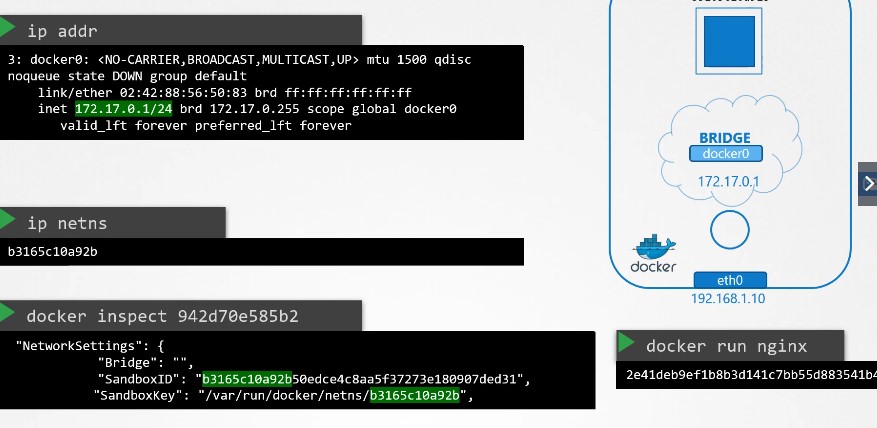 ip addr
3: docker0: <NO-CARRIER,BROADCAST,MULTICAST,UP> mtu 1500 qdisc
noqueue state DOWN group default
link/ether 02:42:88:56:50:83 brd ff:ff:ff:ff:ff:ff
inet 172.17.0.1/24 brd 172.17.0.255 scope global docker0
valid_lft forever preferred_lft forever
ip netns
b3165c10a92b
docker inspect 942d70e585b2
"NetworkSettings": {
"Bridge": "",
"SandboxID": "b3165c10a92b50edce4c8aa5f37273e180907ded31",
"SandboxKey": "/var/run/docker/netns/b3165c10a92b",
BRIDGE
docker0
172.17.0.1
docker
eth0
192.168.1.10
docker run nginx
2e41deb9ef1b8b3d141c7bb55d883541b4